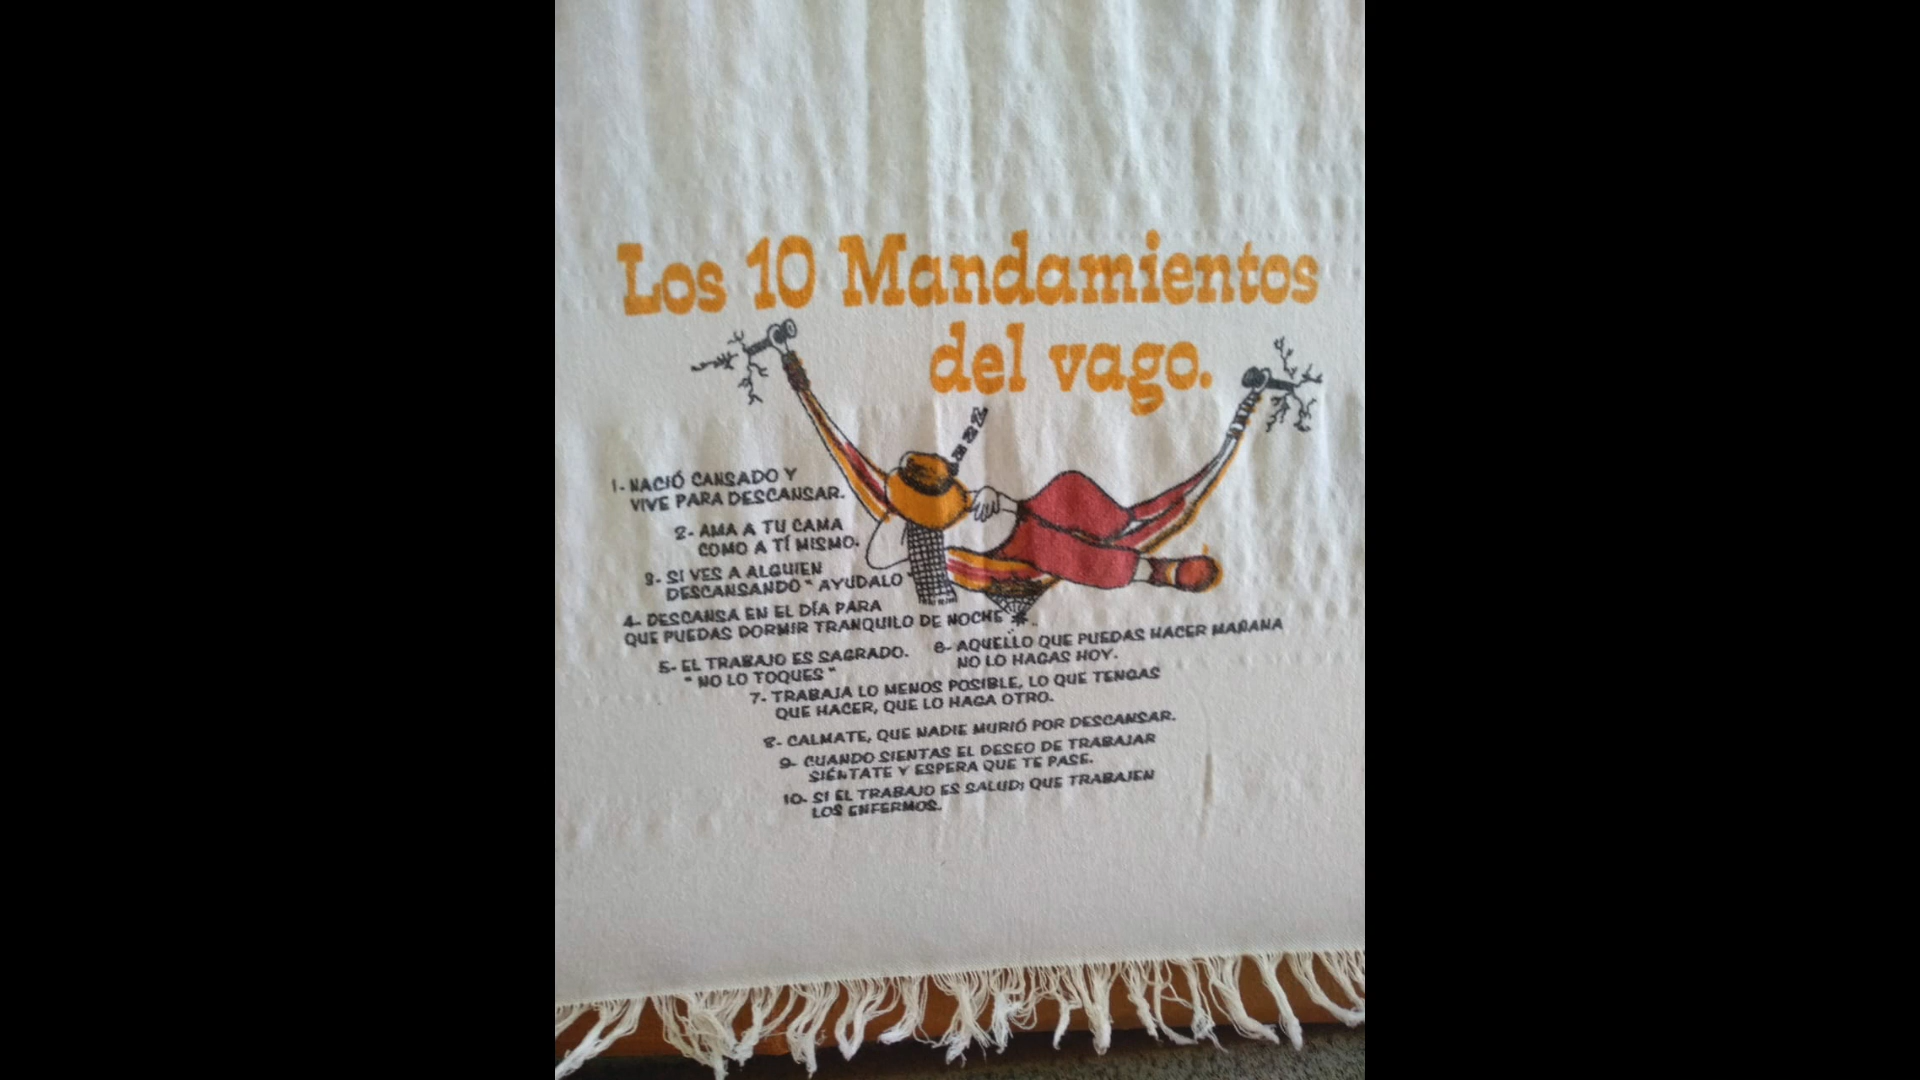 Los 10 Mandamientos
del vago.
ZZZZ
1- NACIÓ CANSADO Y
VIVE PARA DESCANSAR.
2- AMA A TU CAMA
COMO A TÍ MISMO.
3- SI VES A ALGUIEN
DESCANSANDO " AYUDALO "
4- DESCANSA EN EL DÍA PARA
QUE PUEDAS DORMIR TRANQUILO DE NOCHE
5- EL TRABAJO ES SAGRADO.
" NO LO TOQUES "
6- AQUELLO QUE PUEDAS HACER MAÑANA
NO LO HAGAS HOY.
7- TRABAJA LO MENOS POSIBLE, LO QUE TENGAS
QUE HACER, QUE LO HAGA OTRO.
8- CALMATE, QUE NADIE MURIÓ POR DESCANSAR.
9- CUANDO SIENTAS EL DESEO DE TRABAJAR
SIÉNTATE Y ESPERA QUE TE PASE.
10- SI EL TRABAJO ES SALUD; QUE TRABAJEN
LOS ENFERMOS.